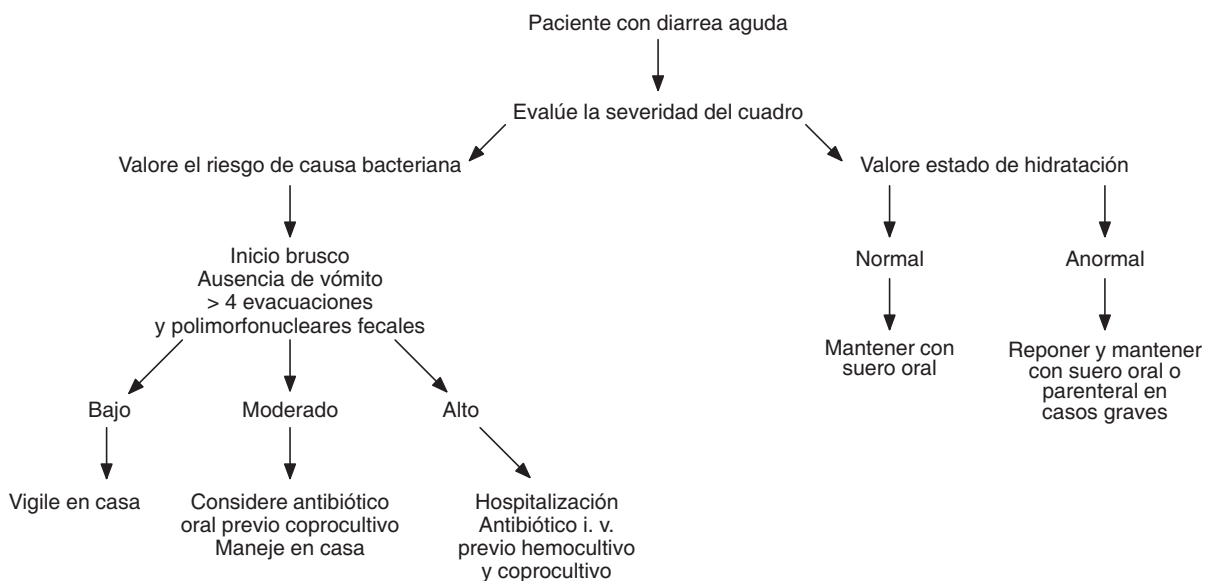 Paciente con diarrea aguda
Evalúe la severidad del cuadro
Valore el riesgo de causa bacteriana
Valore estado de hidratación
Inicio brusco
Ausencia de vómito
> 4 evacuaciones
y polimorfonucleares fecales
Normal
Anormal
Mantener con
suero oral
Reponer y mantener
con suero oral o
parenteral en
casos graves
Bajo
Moderado
Alto
Vigile en casa
Considere antibiótico
oral previo coprocultivo
Maneje en casa
Hospitalización
Antibiótico i. v.
previo hemocultivo
y coprocultivo